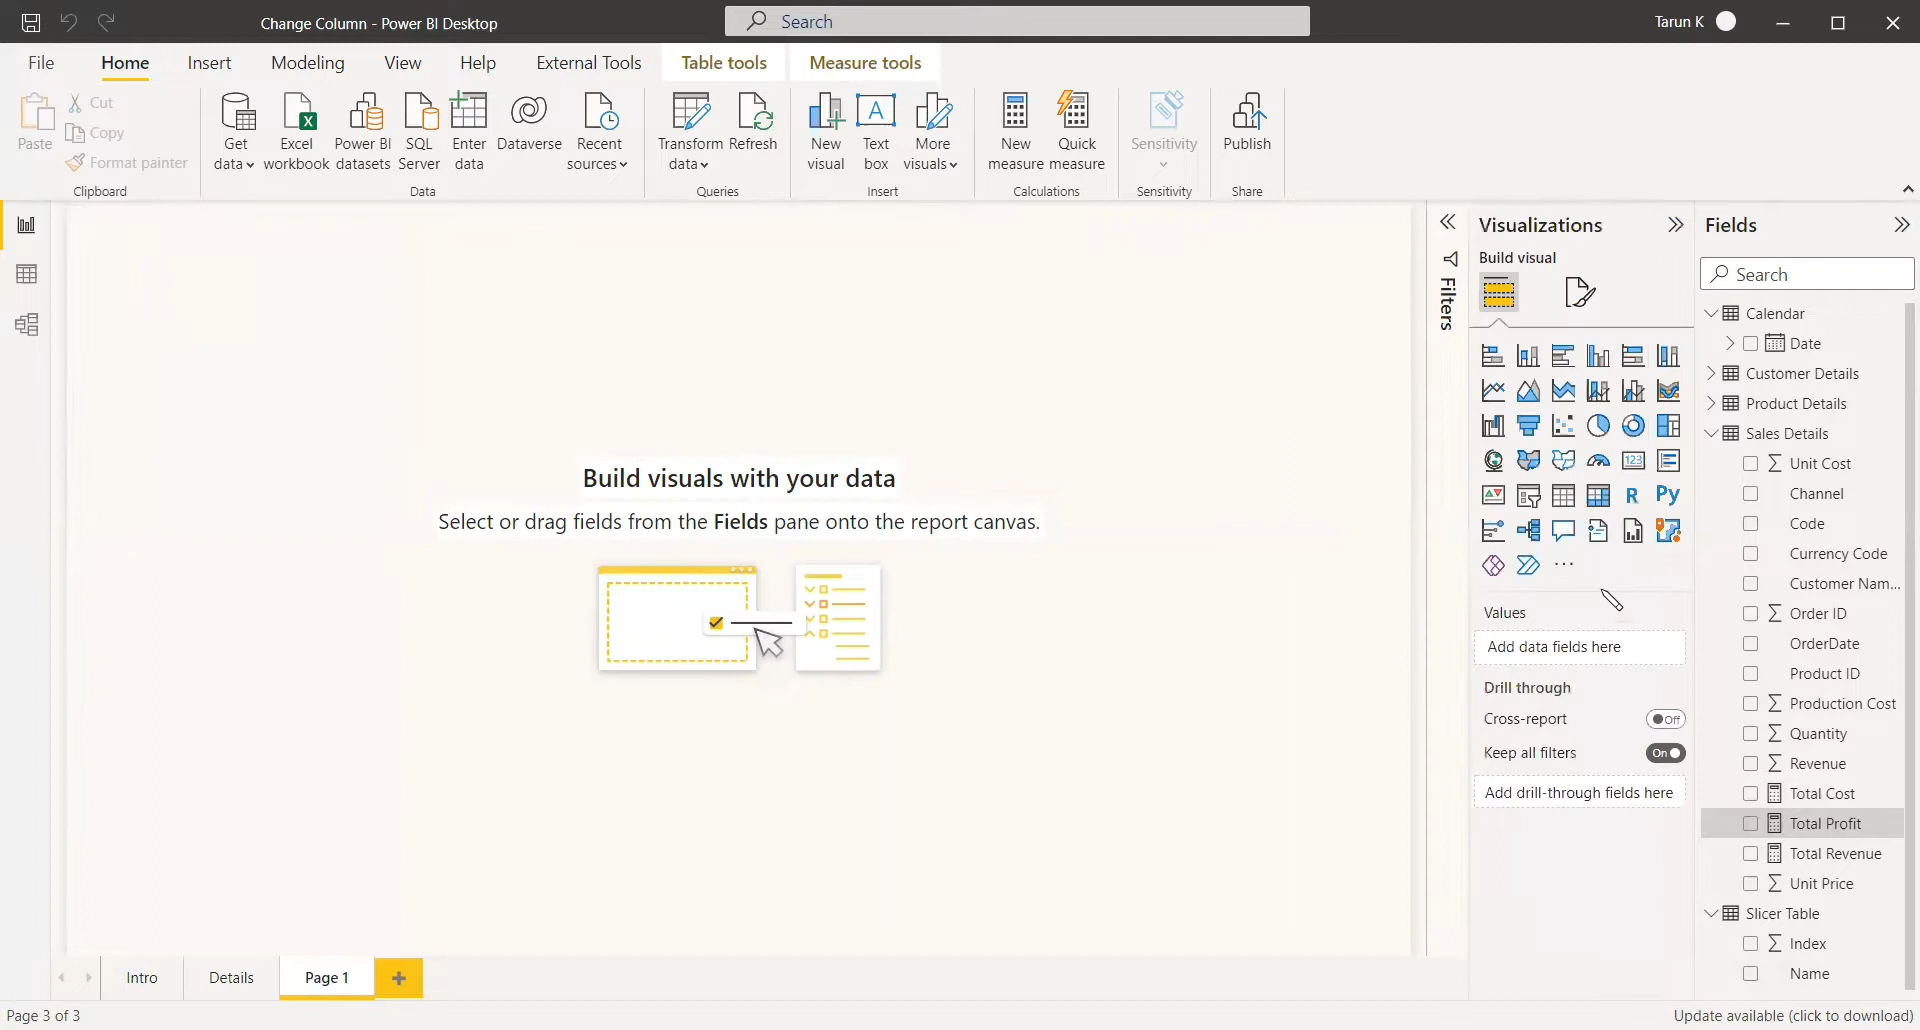 Change Column - Power BI Desktop
Search
Tarun K
File
Home
Insert
Modeling
View
Help
External Tools
Table tools
Measure tools
Paste
Cut
Copy
Format painter
Clipboard
Get
data
Excel
workbook
Power BI
datasets
SQL
Server
Enter
data
Dataverse
Recent
sources
Data
Transform
data
Refresh
Queries
New
visual
Text
box
More
visuals
Insert
New
measure
Quick
measure
Calculations
Sensitivity
Sensitivity
Publish
Share
Build visuals with your data
Select or drag fields from the Fields pane onto the report canvas.
Filters
Visualizations
Build visual
123
R
Py
...
Values
Add data fields here
Drill through
Cross-report
Off
Keep all filters
On
Add drill-through fields here
Fields
Search
Calendar
Date
Customer Details
Product Details
Sales Details
Unit Cost
Channel
Code
Currency Code
Customer Nam...
Order ID
OrderDate
Product ID
Production Cost
Quantity
Revenue
Total Cost
Total Profit
Total Revenue
Unit Price
Slicer Table
Index
Name
Intro
Details
Page 1
Page 3 of 3
Update available (click to download)